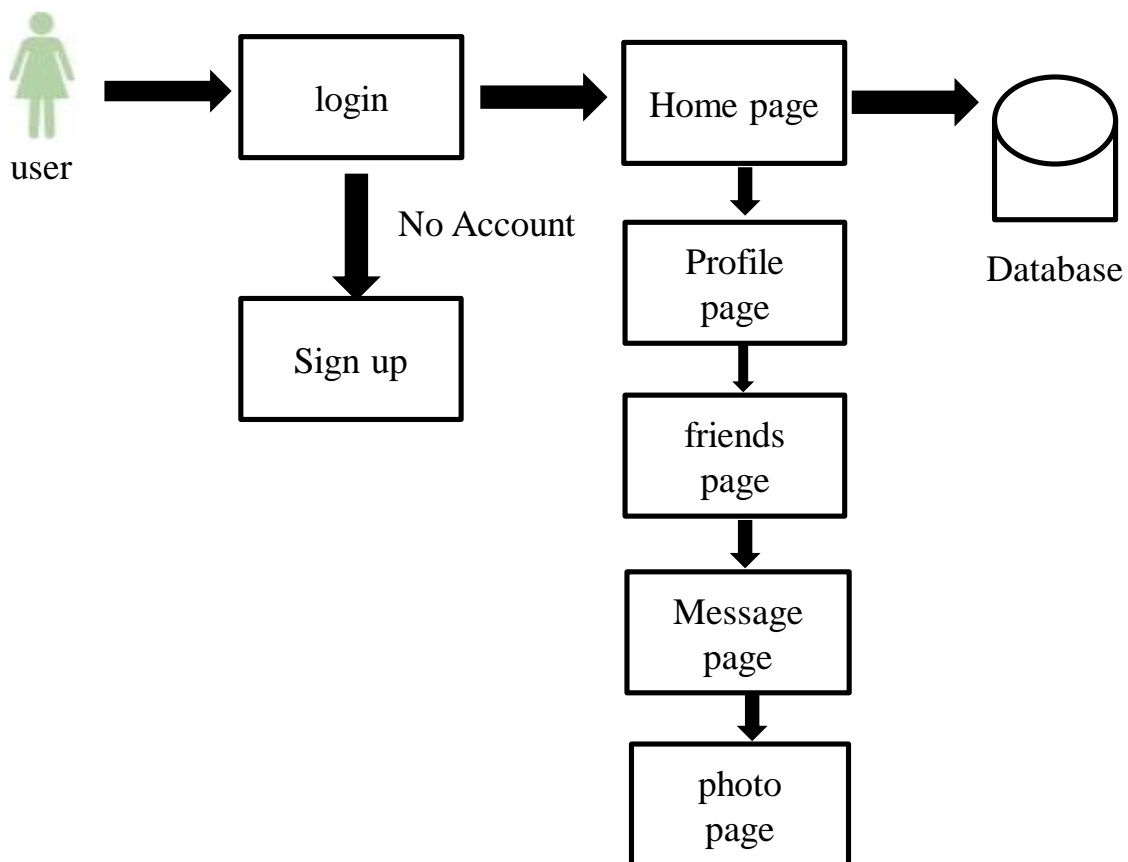 user
login
Home page
No Account
Database
Sign up
Profile
page
friends
page
Message
page
photo
page